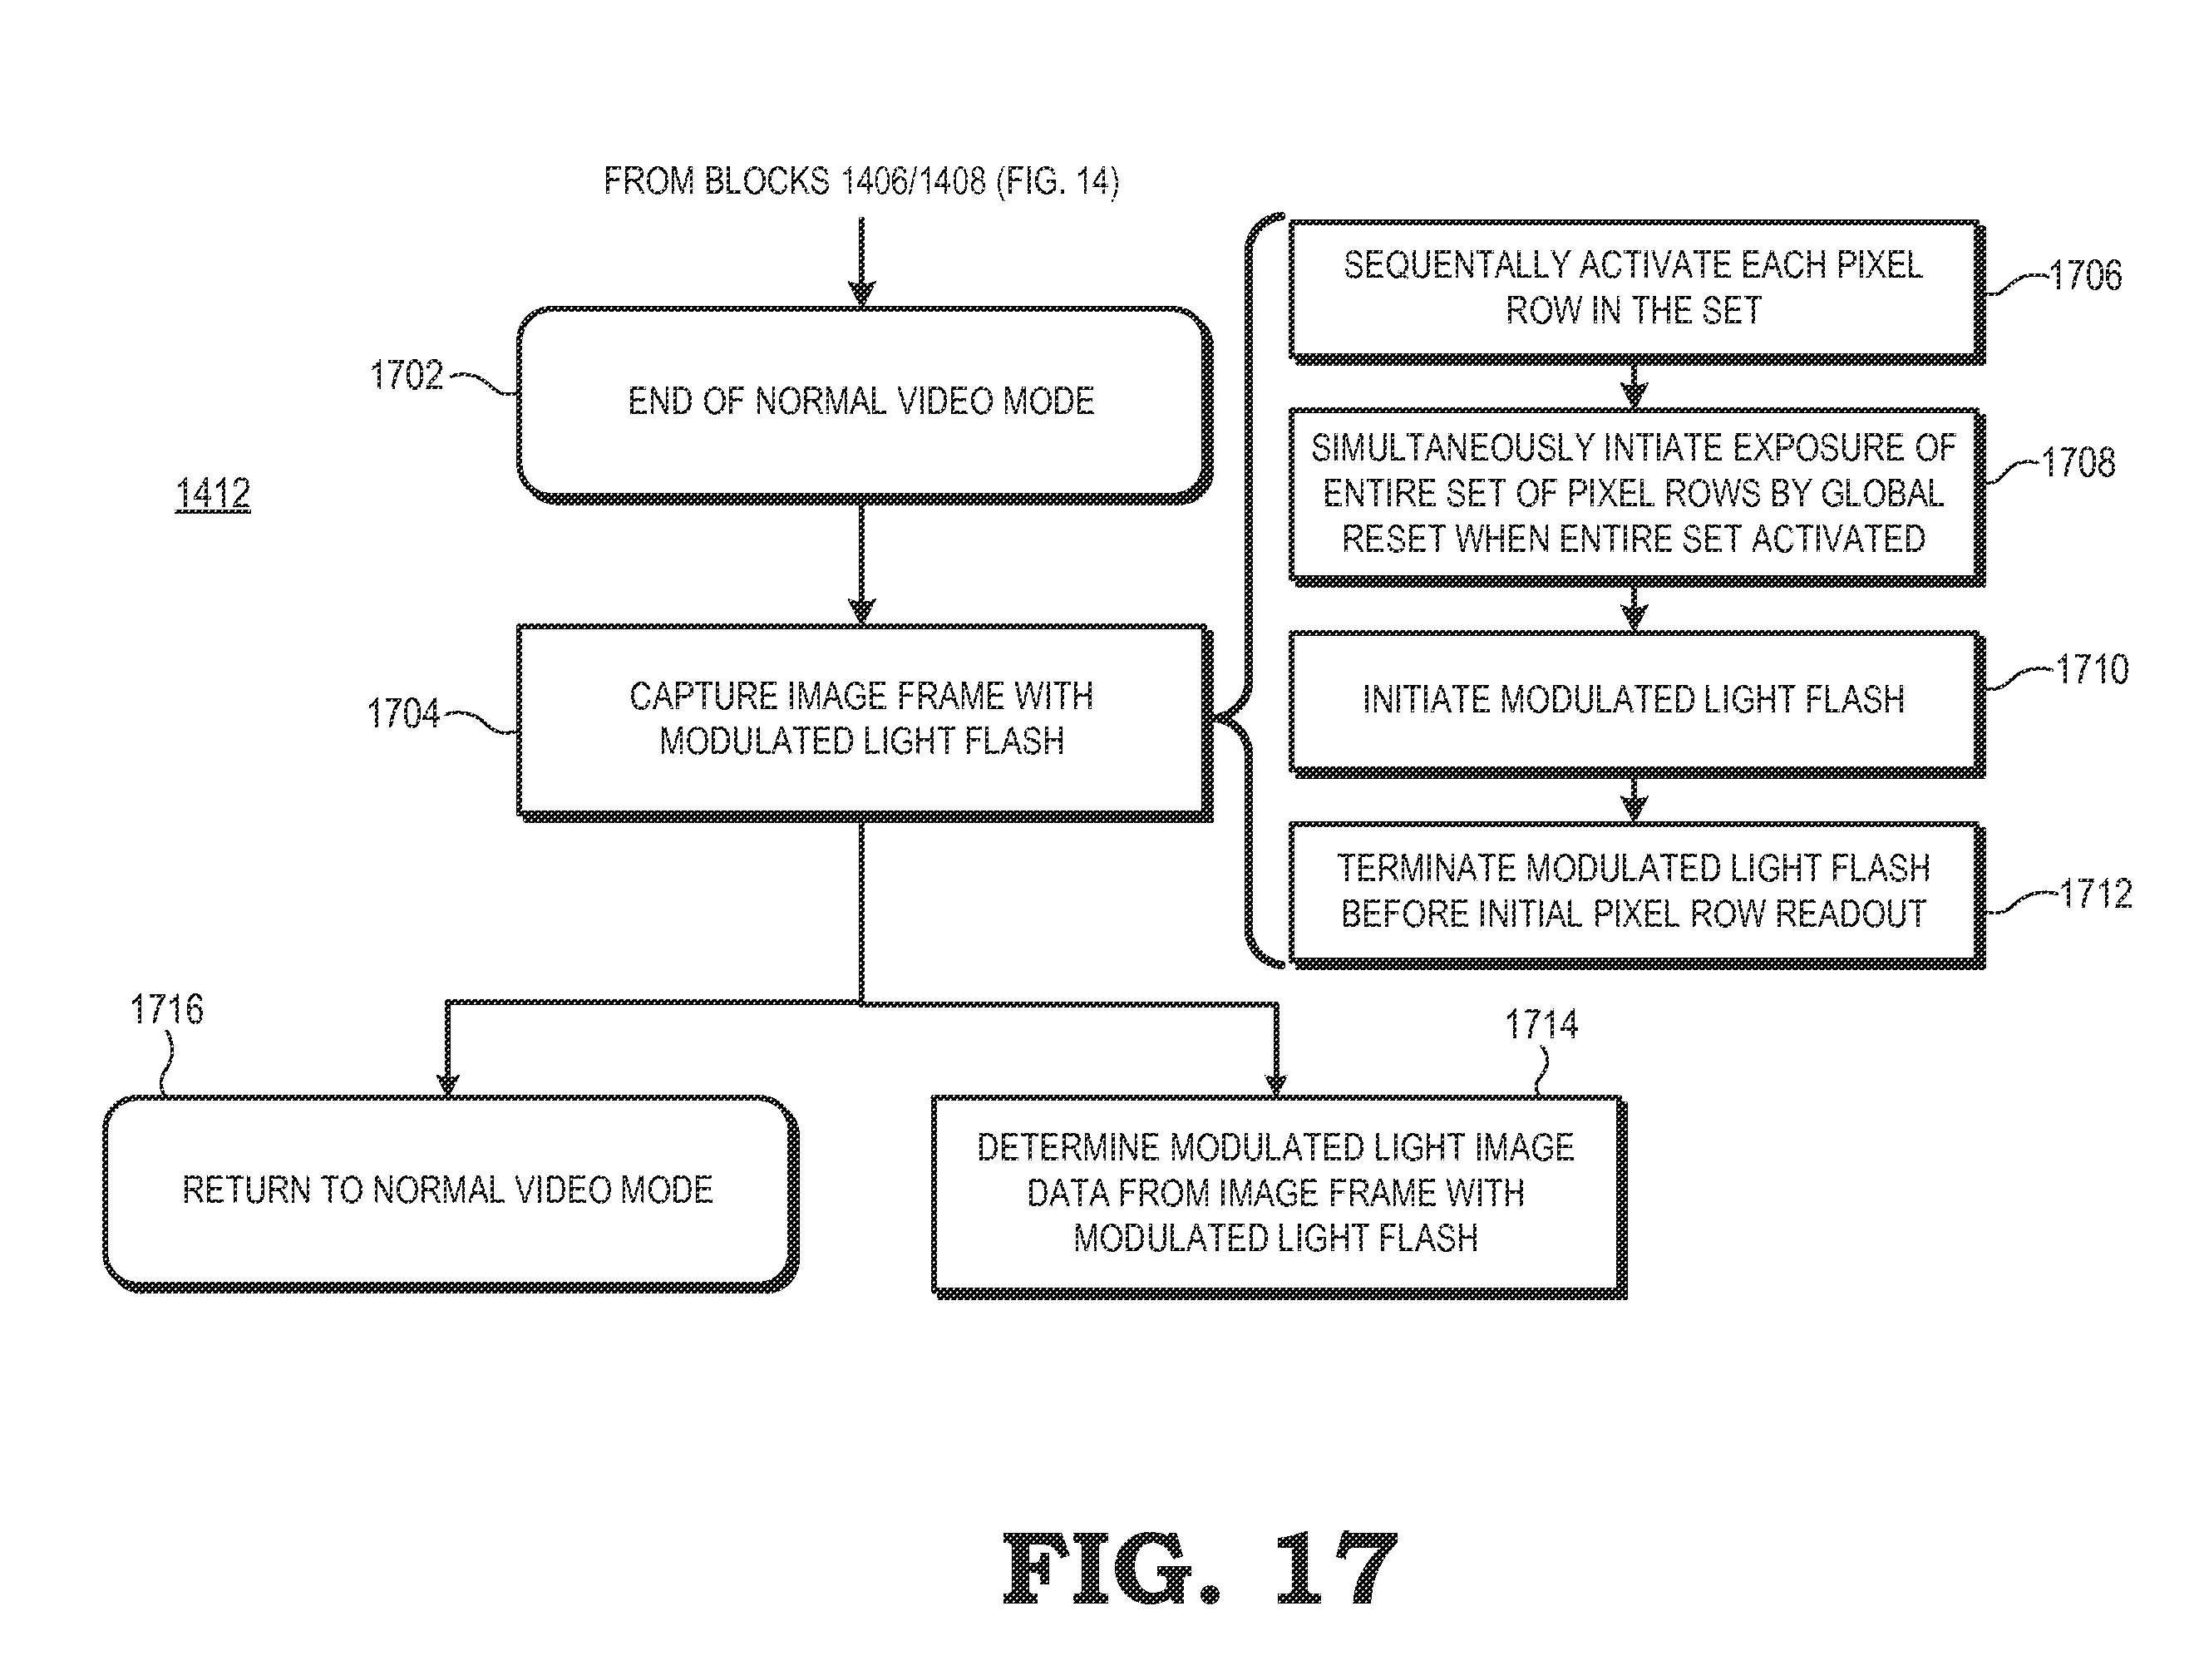 FROM BLOCKS 1406/1408 (FIG. 14)
1702
END OF NORMAL VIDEO MODE
1412
1704
CAPTURE IMAGE FRAME WITH
MODULATED LIGHT FLASH
SEQUENTALLY ACTIVATE EACH PIXEL
ROW IN THE SET
1706
SIMULTANEOUSLY INTIATE EXPOSURE OF
ENTIRE SET OF PIXEL ROWS BY GLOBAL
RESET WHEN ENTIRE SET ACTIVATED
1708
INITIATE MODULATED LIGHT FLASH
1710
TERMINATE MODULATED LIGHT FLASH
BEFORE INITIAL PIXEL ROW READOUT
1712
1716
RETURN TO NORMAL VIDEO MODE
1714
DETERMINE MODULATED LIGHT IMAGE
DATA FROM IMAGE FRAME WITH
MODULATED LIGHT FLASH
FIG. 17